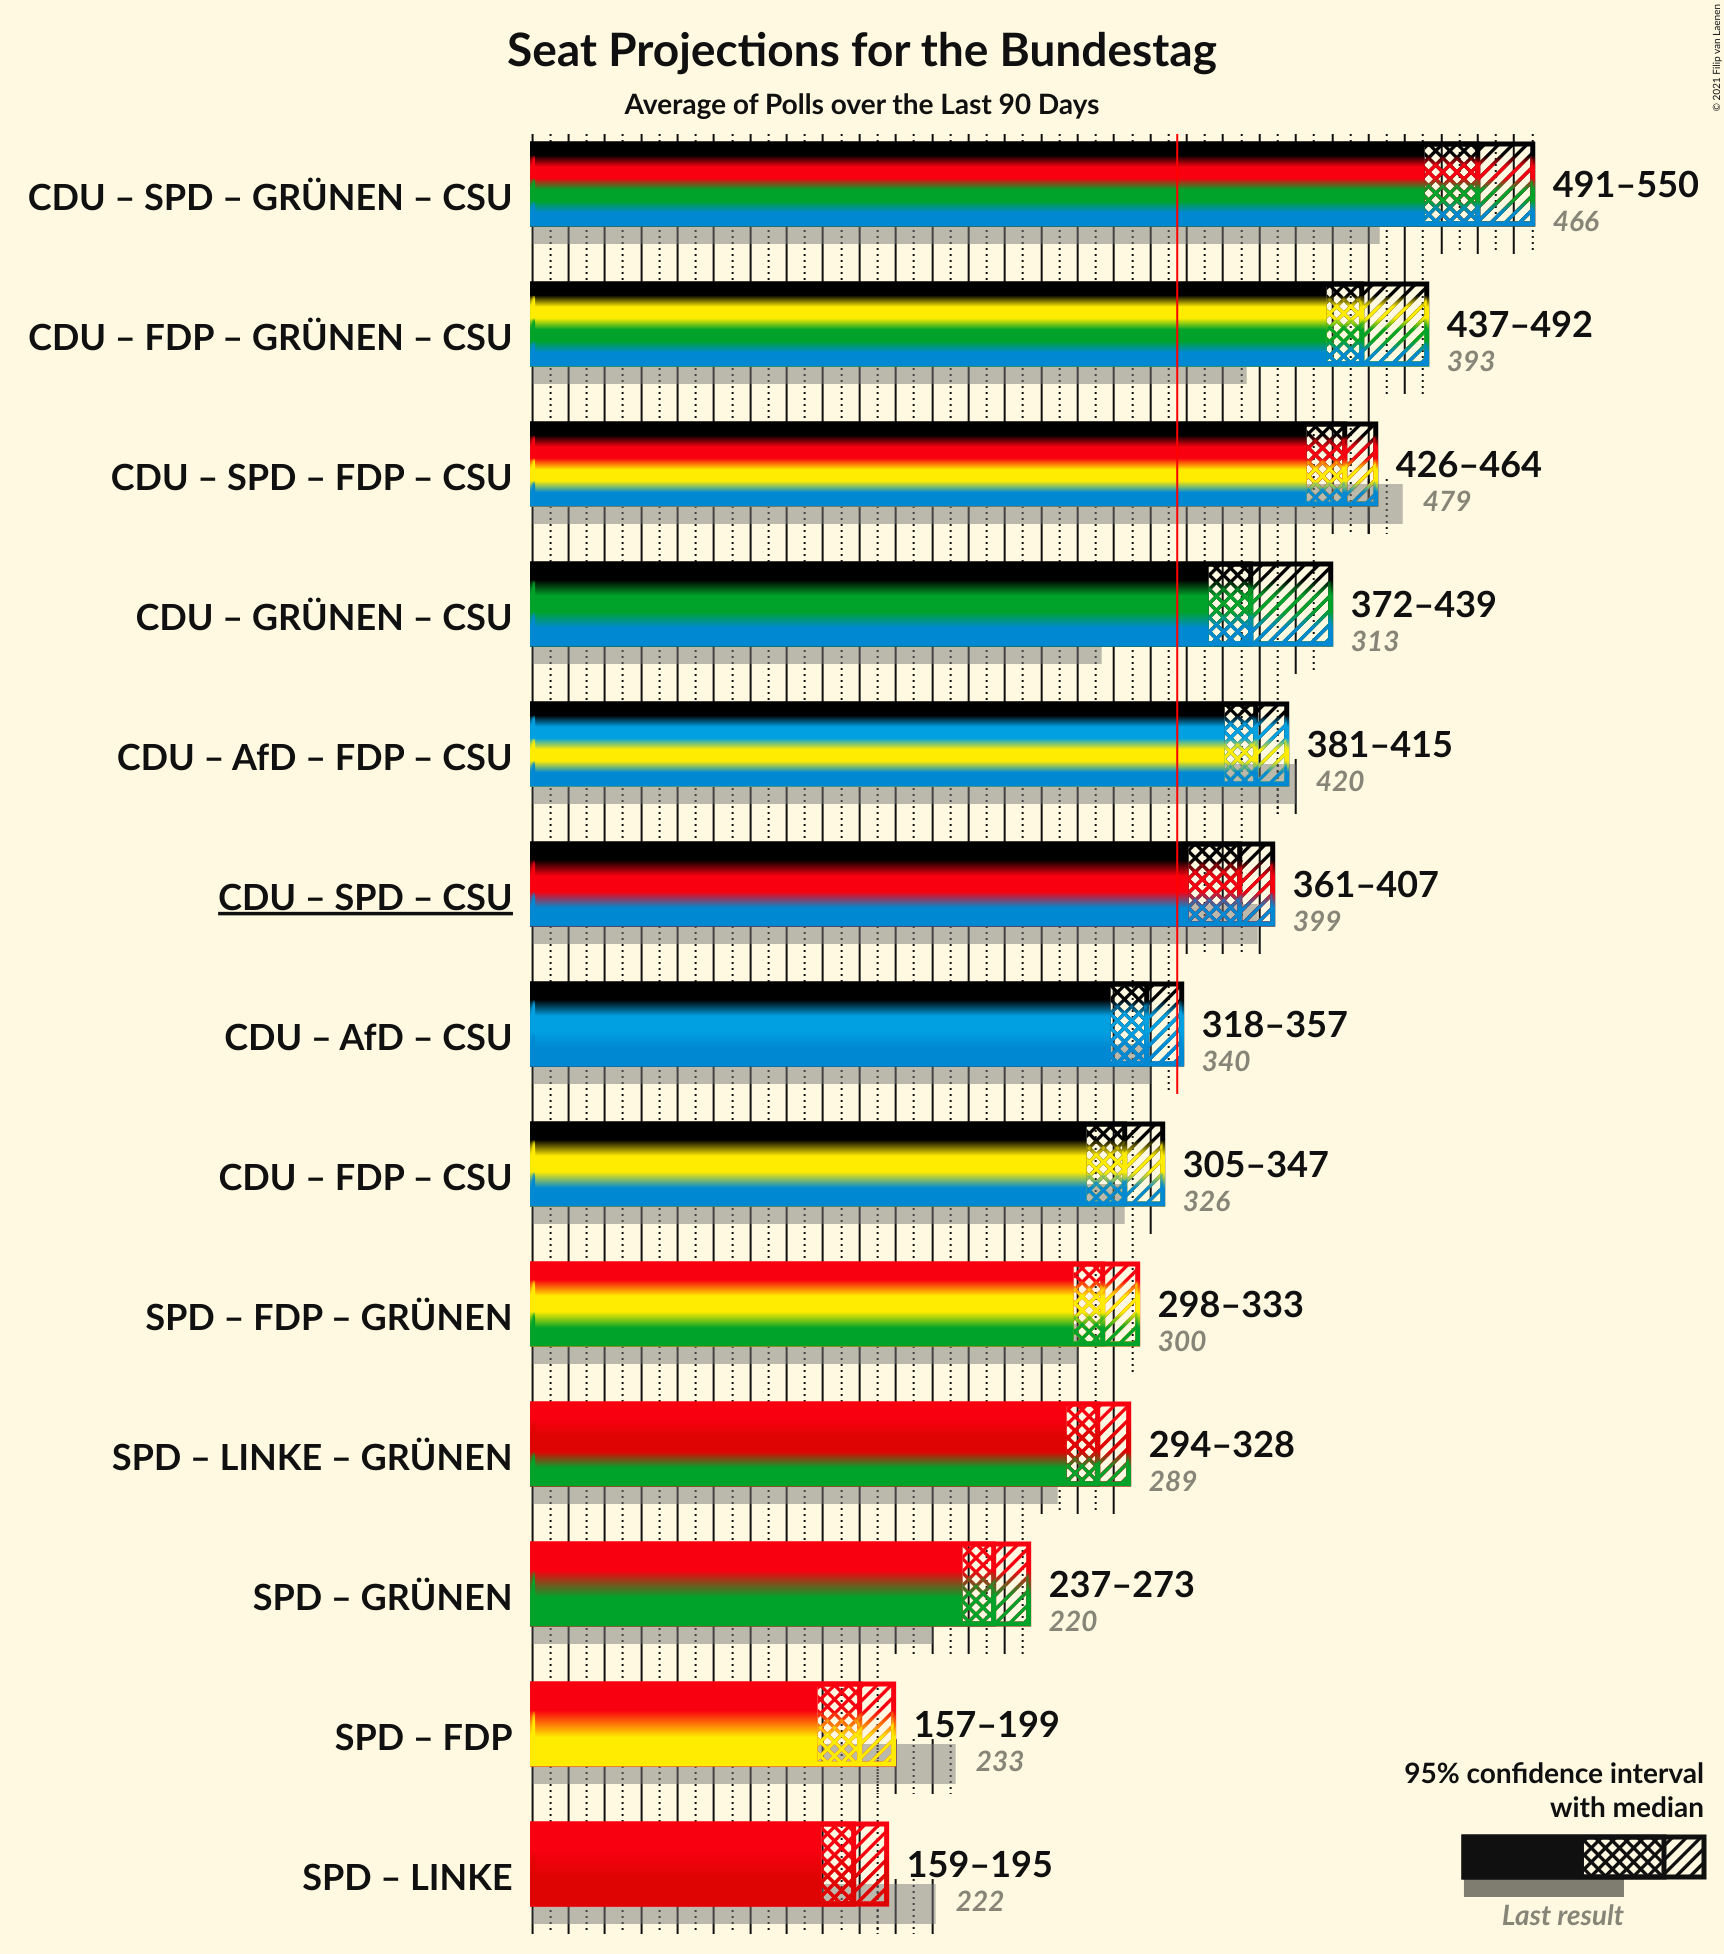 Seat Projections for the Bundestag
Average of Polls over the Last 90 Days
© 2021 Filip van Laenen
CDU – SPD – GRÜNEN – CSU
491–550
466
CDU – FDP – GRÜNEN – CSU
437–492
393
CDU – SPD – FDP – CSU
426–464
479
CDU – GRÜNEN – CSU
372–439
313
CDU – AfD – FDP – CSU
381–415
420
CDU – SPD – CSU
361–407
399
CDU – AfD – CSU
318–357
340
CDU – FDP – CSU
305–347
326
SPD – FDP – GRÜNEN
298–333
300
SPD – LINKE – GRÜNEN
294–328
289
SPD – GRÜNEN
237–273
220
SPD – FDP
157–199
233
SPD – LINKE
159–195
222
95% confidence interval
with median
Last result